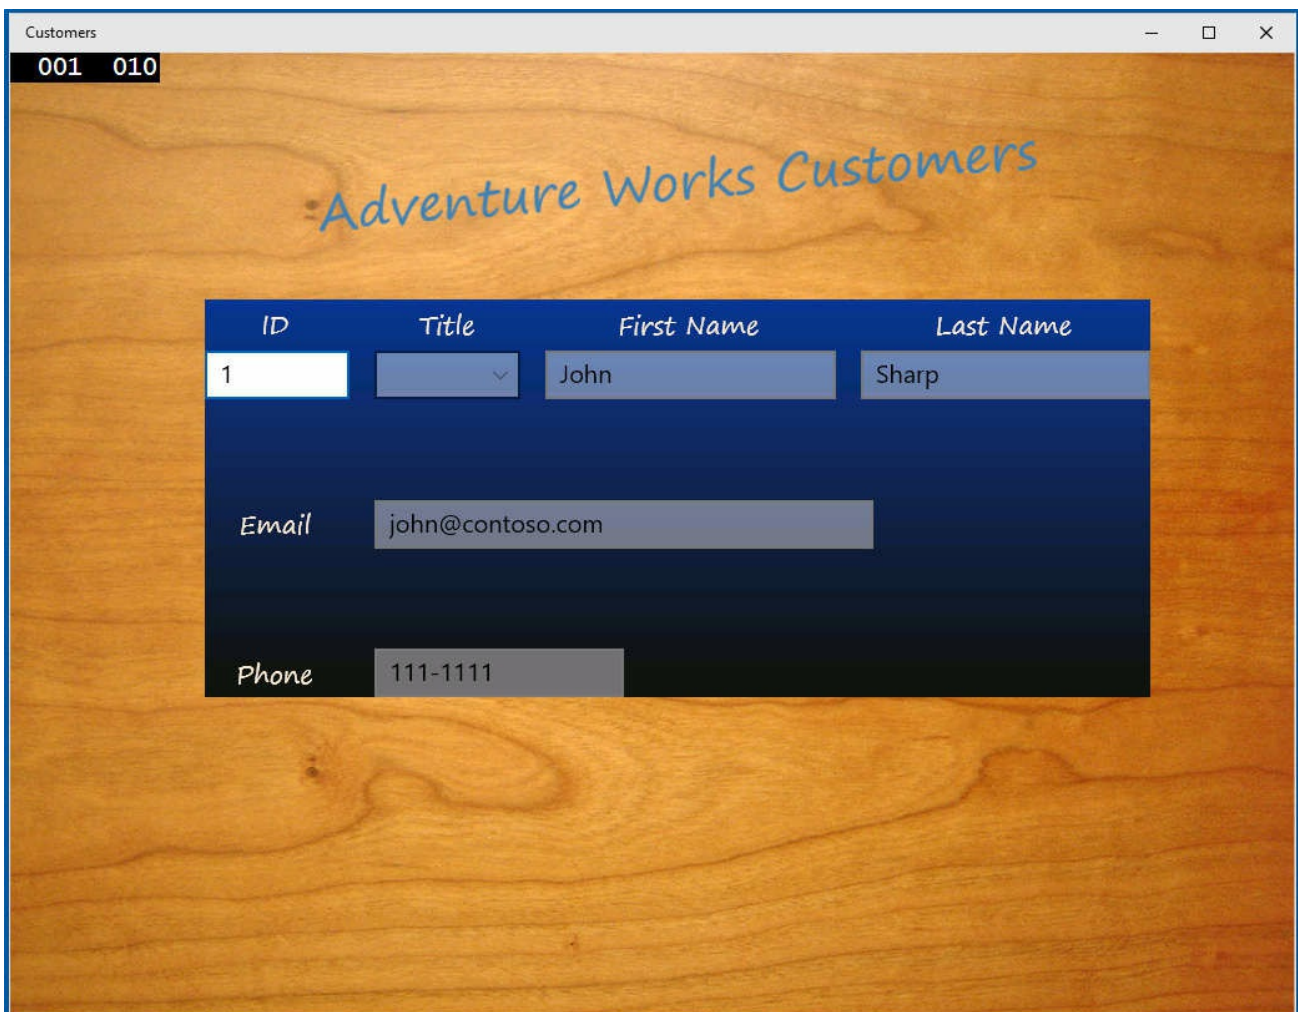 Customers
001 010
Adventure Works Customers
ID Title First Name Last Name
1 John Sharp
Email john@contoso.com
Phone 111-1111